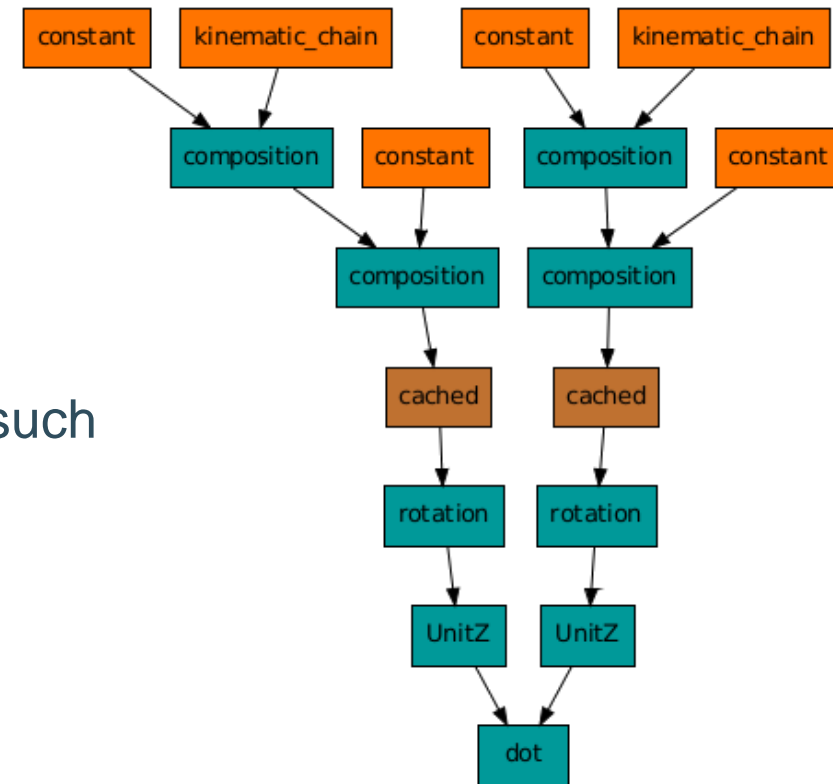 constant
kinematic_chain
constant
kinematic_chain
composition
constant
composition
constant
composition
composition
such
cached
cached
rotation
rotation
UnitZ
UnitZ
dot